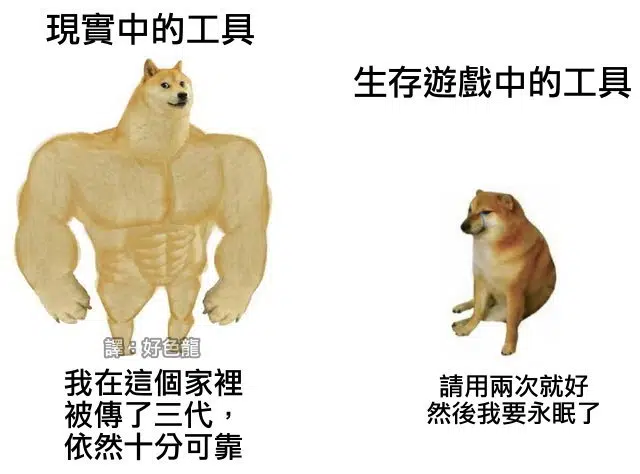 現實中的工具
生存遊戲中的工具
譯：好色龍
我在這個家裡
被傳了三代，
依然十分可靠
請用兩次就好
然後我要永眠了